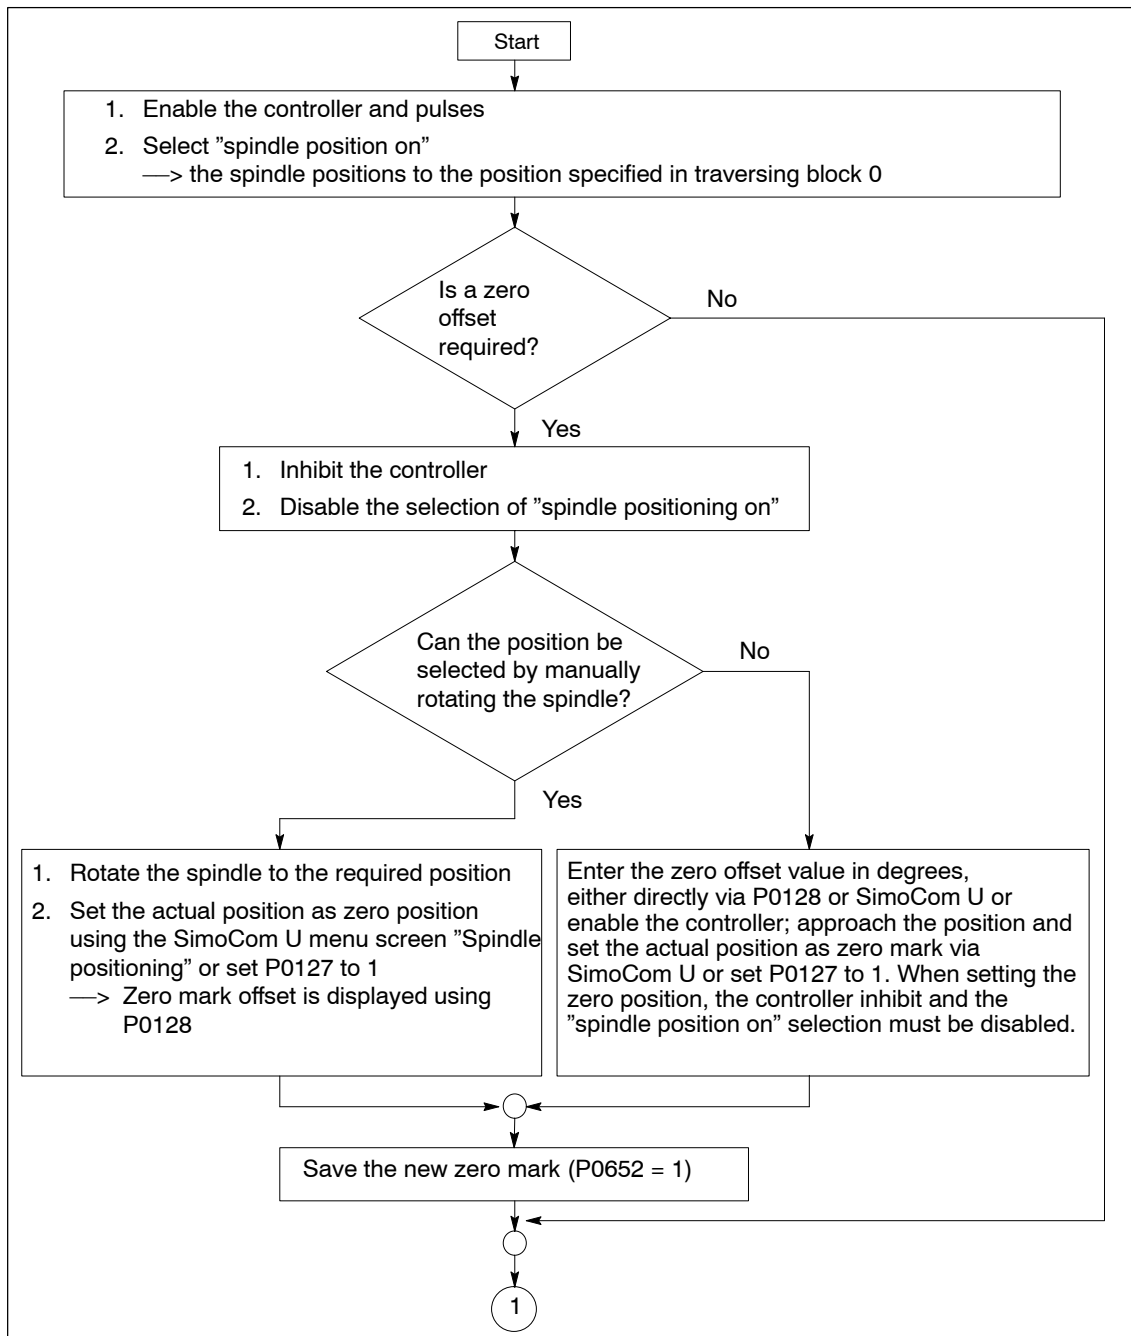 Start
1. Enable the controller and pulses
2. Select ”spindle position on”
—> the spindle positions to the position specified in traversing block 0
Is a zero
offset
required?
No
Yes
1. Inhibit the controller
2. Disable the selection of ”spindle positioning on”
Can the position be
selected by manually
rotating the spindle?
No
Yes
1. Rotate the spindle to the required position
2. Set the actual position as zero position
using the SimoCom U menu screen ”Spindle
positioning” or set P0127 to 1
—> Zero mark offset is displayed using
P0128
Enter the zero offset value in degrees,
either directly via P0128 or SimoCom U or
enable the controller; approach the position and
set the actual position as zero mark via
SimoCom U or set P0127 to 1. When setting the
zero position, the controller inhibit and the
”spindle position on” selection must be disabled.
Save the new zero mark (P0652 = 1)
1